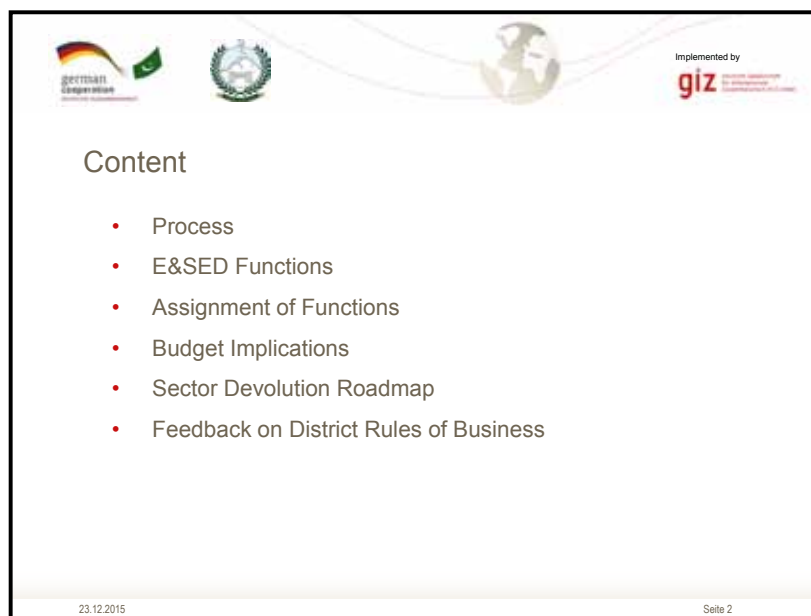 german
cooperation
Implemented by
giz
Content
• Process
• E&SED Functions
• Assignment of Functions
• Budget Implications
• Sector Devolution Roadmap
• Feedback on District Rules of Business
23.12.2015
Seite 2